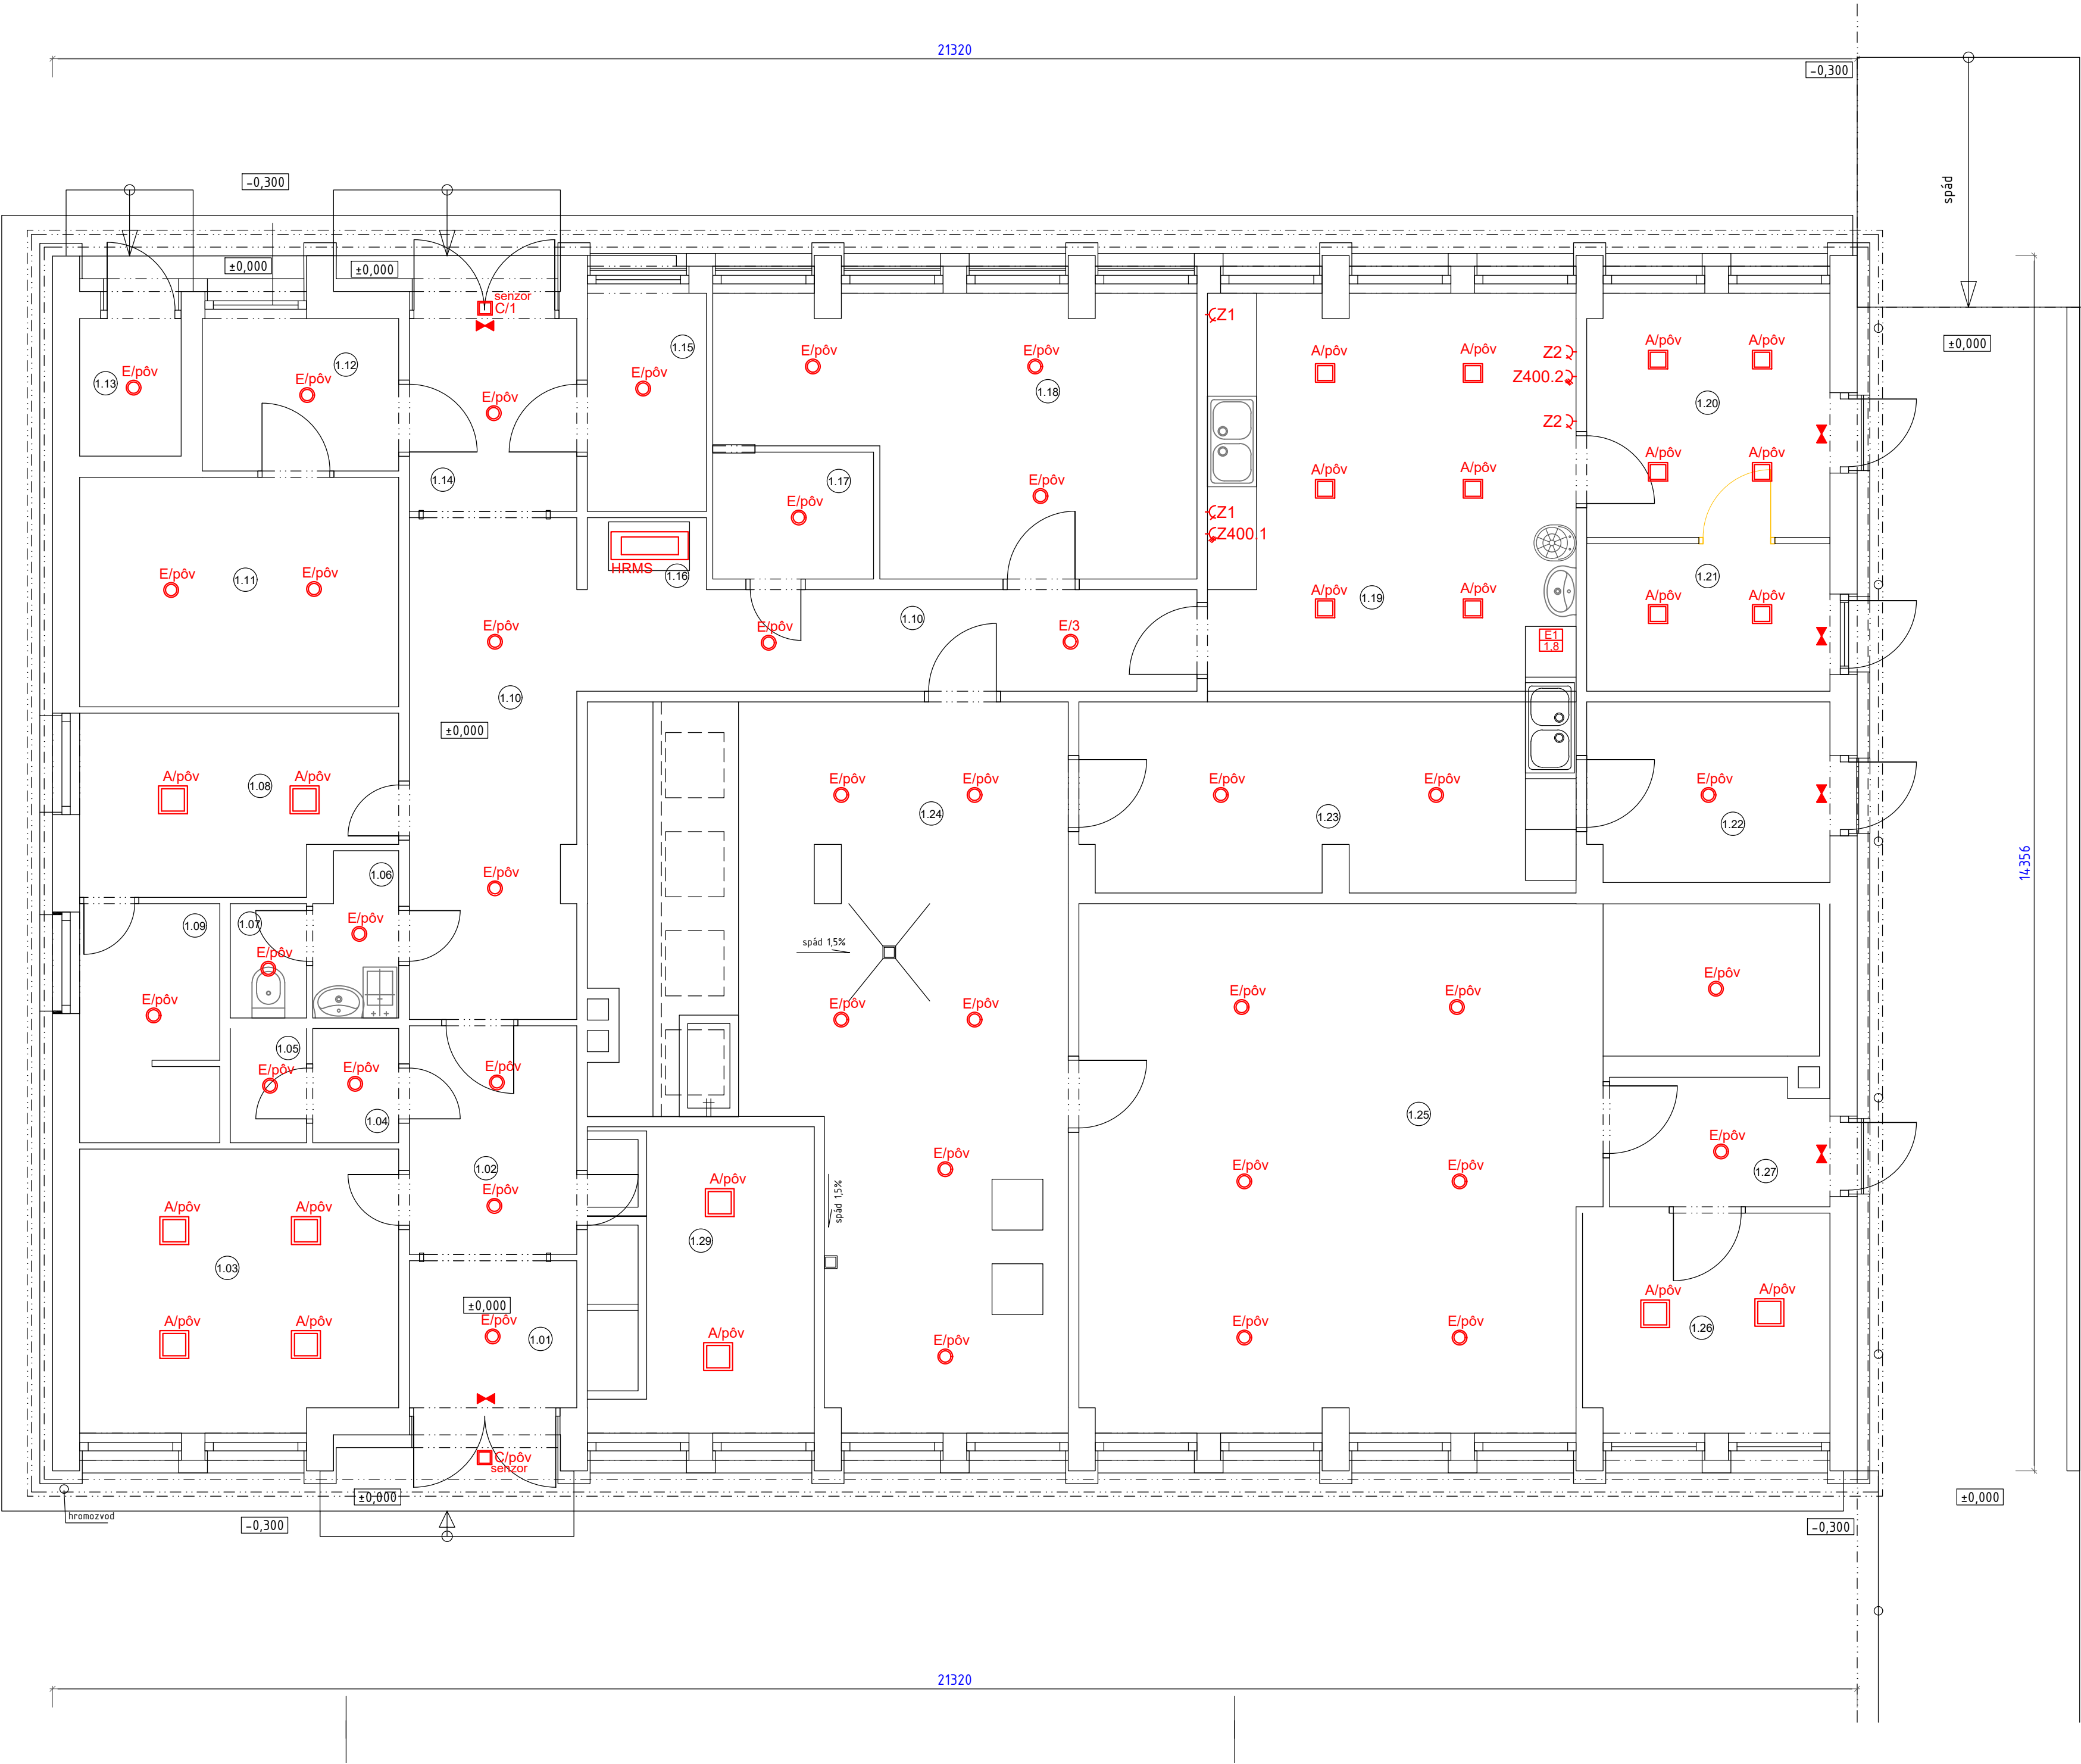 21320
-0,300
spád
-0,300
±0,000
±0,000
senzor
C/1
Z1
±0,000
1.13
E/pôv
E/pôv
1.12
E/pôv
E/pôv
1.15
E/pôv
E/pôv
1.18
A/pôv
A/pôv
Z2
Z400.2
Z2
A/pôv
A/pôv
1.20
1.14
E/pôv
1.17
E/pôv
A/pôv
A/pôv
A/pôv
A/pôv
Z1
Z400.1
E/pôv
1.11
E/pôv
HRMS
1.16
1.10
1.19
A/pôv
A/pôv
1.21
A/pôv
A/pôv
E/pôv
E/pôv
E/3
E1
1.8
1.10
±0,000
A/pôv
1.08
A/pôv
E/pôv
E/pôv
1.24
E/pôv
E/pôv
1.23
E/pôv
1.22
14356
1.06
E/pôv
1.09
1.07
E/pôv
E/pôv
spád 1,5%
E/pôv
E/pôv
E/pôv
E/pôv
E/pôv
E/pôv
1.05
E/pôv
E/pôv
1.04
E/pôv
1.25
1.02
E/pôv
E/pôv
E/pôv
E/pôv
E/pôv
1.27
A/pôv
A/pôv
A/pôv
spád 1,5%
1.03
1.29
±0,000
E/pôv
1.01
A/pôv
A/pôv
A/pôv
E/pôv
E/pôv
E/pôv
A/pôv
A/pôv
1.26
C/pôv
senzor
±0,000
hromozvod
-0,300
-0,300
±0,000
21320